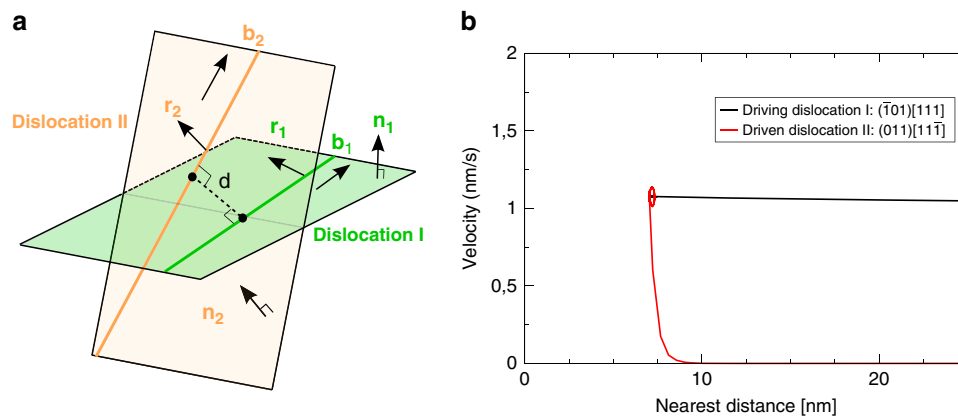 a
b₂
Dislocation II
r₂
r₁
n₁
b₁
d
Dislocation I
n₂
b
2
1,5
1
0,5
0
Velocity (nm/s)
Driving dislocation I: (1̅01)[111]
Driven dislocation II: (011)[111̅]
0
10
20
Nearest distance [nm]